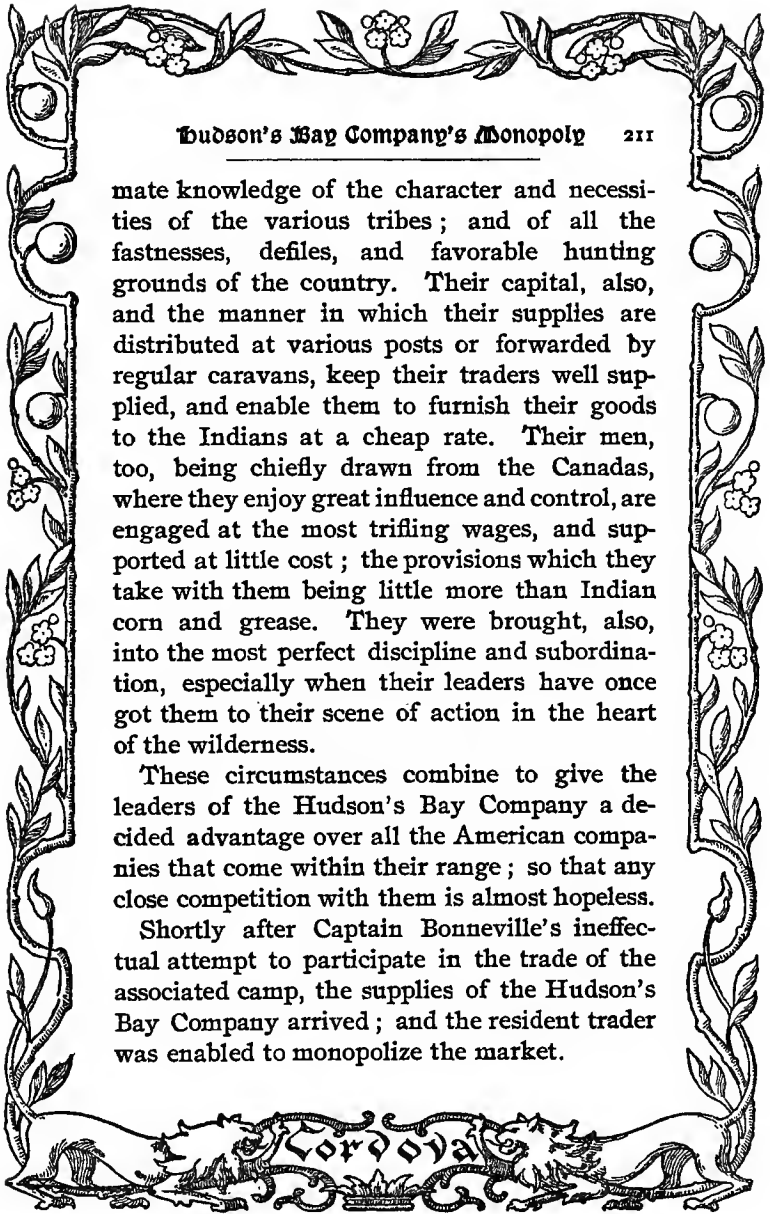 Hudson's Bay Company's Monopoly 211
mate knowledge of the character and necessi-
ties of the various tribes ; and of all the
fastnesses, defiles, and favorable hunting
grounds of the country. Their capital, also,
and the manner in which their supplies are
distributed at various posts or forwarded by
regular caravans, keep their traders well sup-
plied, and enable them to furnish their goods
to the Indians at a cheap rate. Their men,
too, being chiefly drawn from the Canadas,
where they enjoy great influence and control, are
engaged at the most trifling wages, and sup-
ported at little cost ; the provisions which they
take with them being little more than Indian
corn and grease. They were brought, also,
into the most perfect discipline and subordina-
tion, especially when their leaders have once
got them to their scene of action in the heart
of the wilderness.
These circumstances combine to give the
leaders of the Hudson's Bay Company a de-
cided advantage over all the American compa-
nies that come within their range ; so that any
close competition with them is almost hopeless.
Shortly after Captain Bonneville's ineffec-
tual attempt to participate in the trade of the
associated camp, the supplies of the Hudson's
Bay Company arrived ; and the resident trader
was enabled to monopolize the market.
Cordova